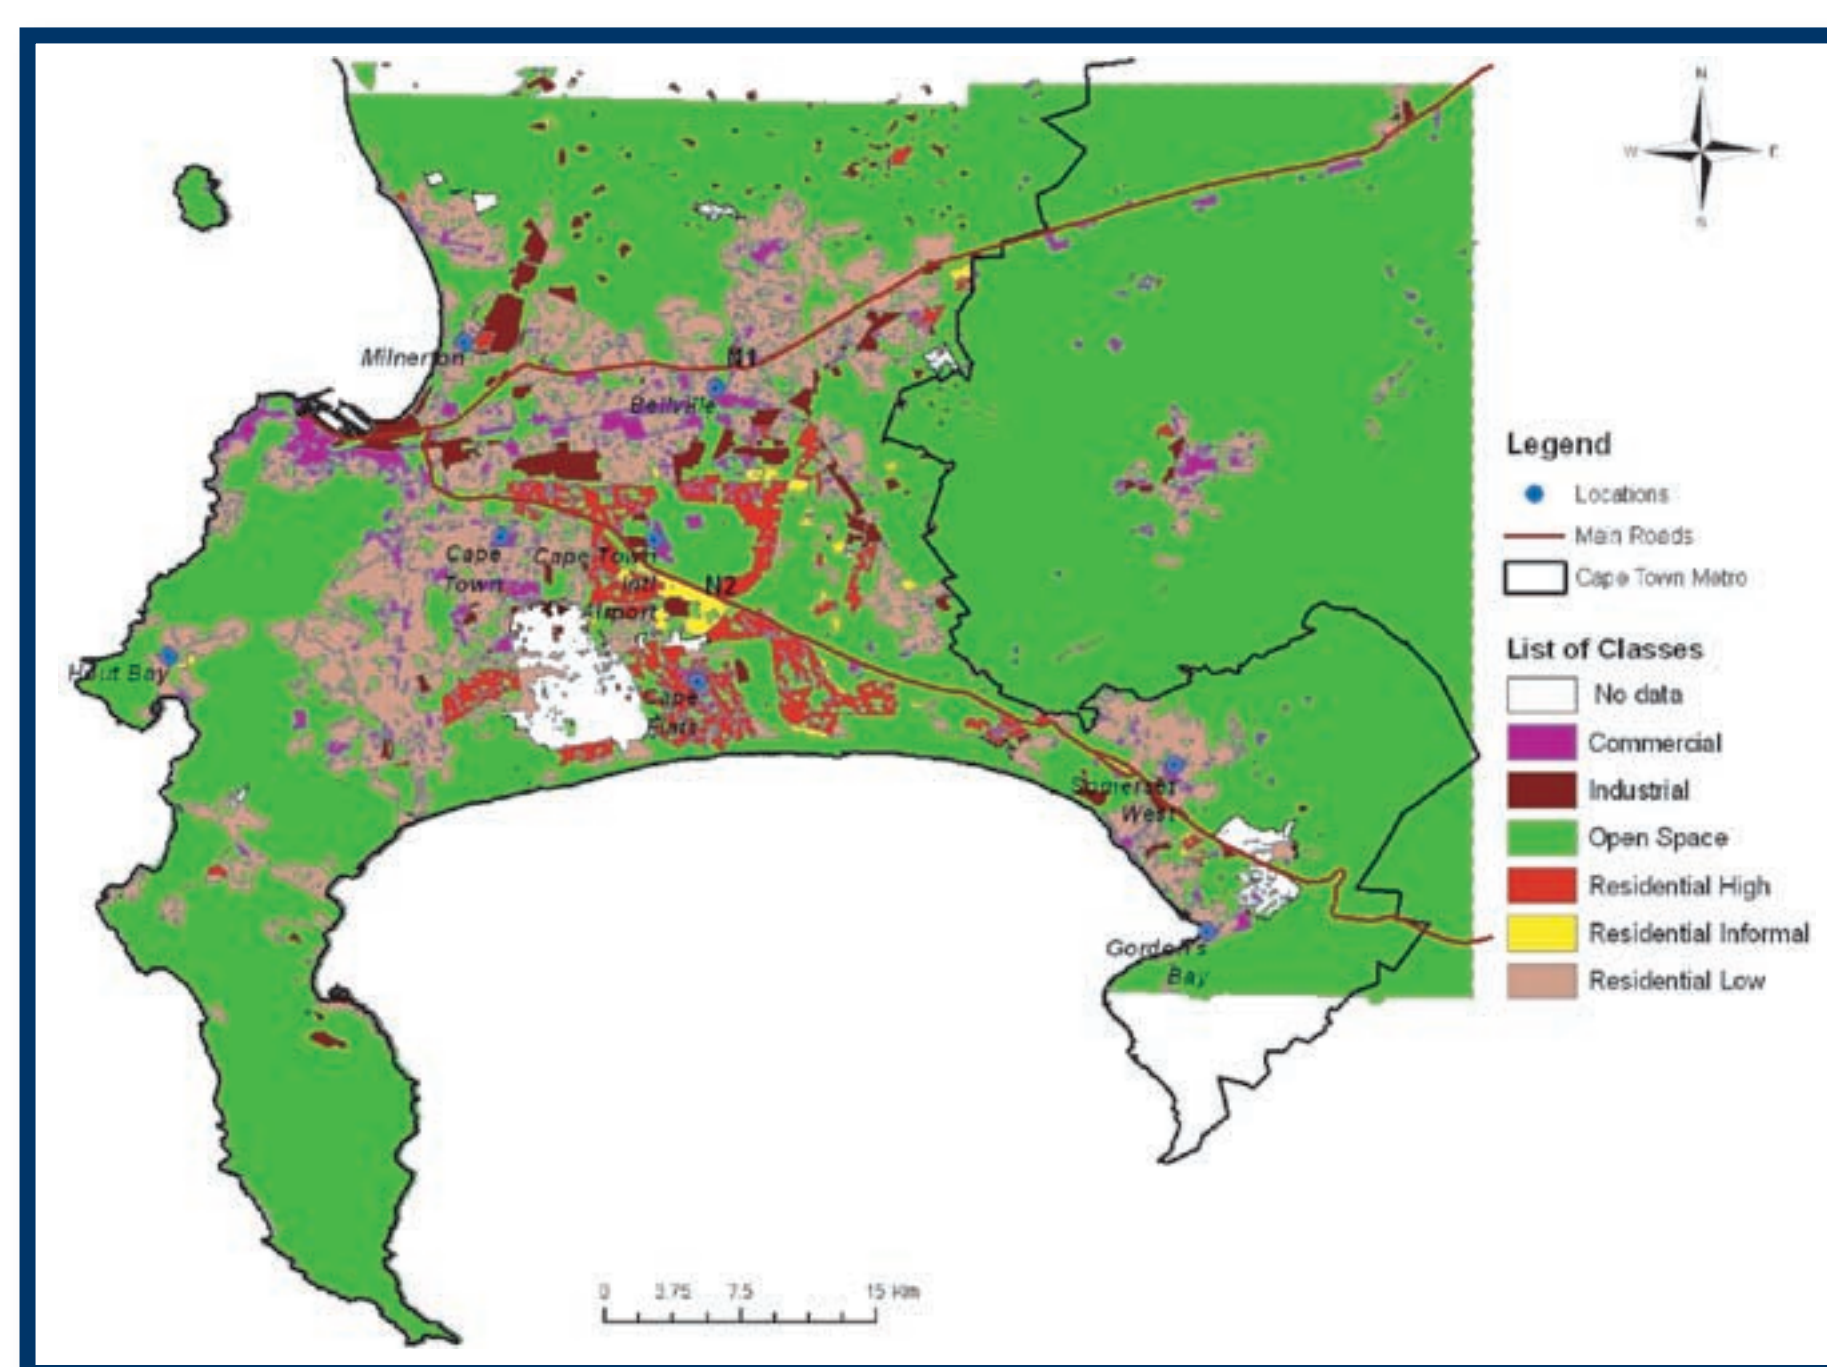 N
W
E
S
Milnerton
N1
Bellville
Cape
Town
Cape Town
Intl
Airport
N2
Hout Bay
Cape
Flats
Somerset
West
Gordon's
Bay
Legend
Locations
Main Roads
Cape Town Metro
List of Classes
No data
Commercial
Industrial
Open Space
Residential High
Residential Informal
Residential Low
0 3.75 7.5 15 Km